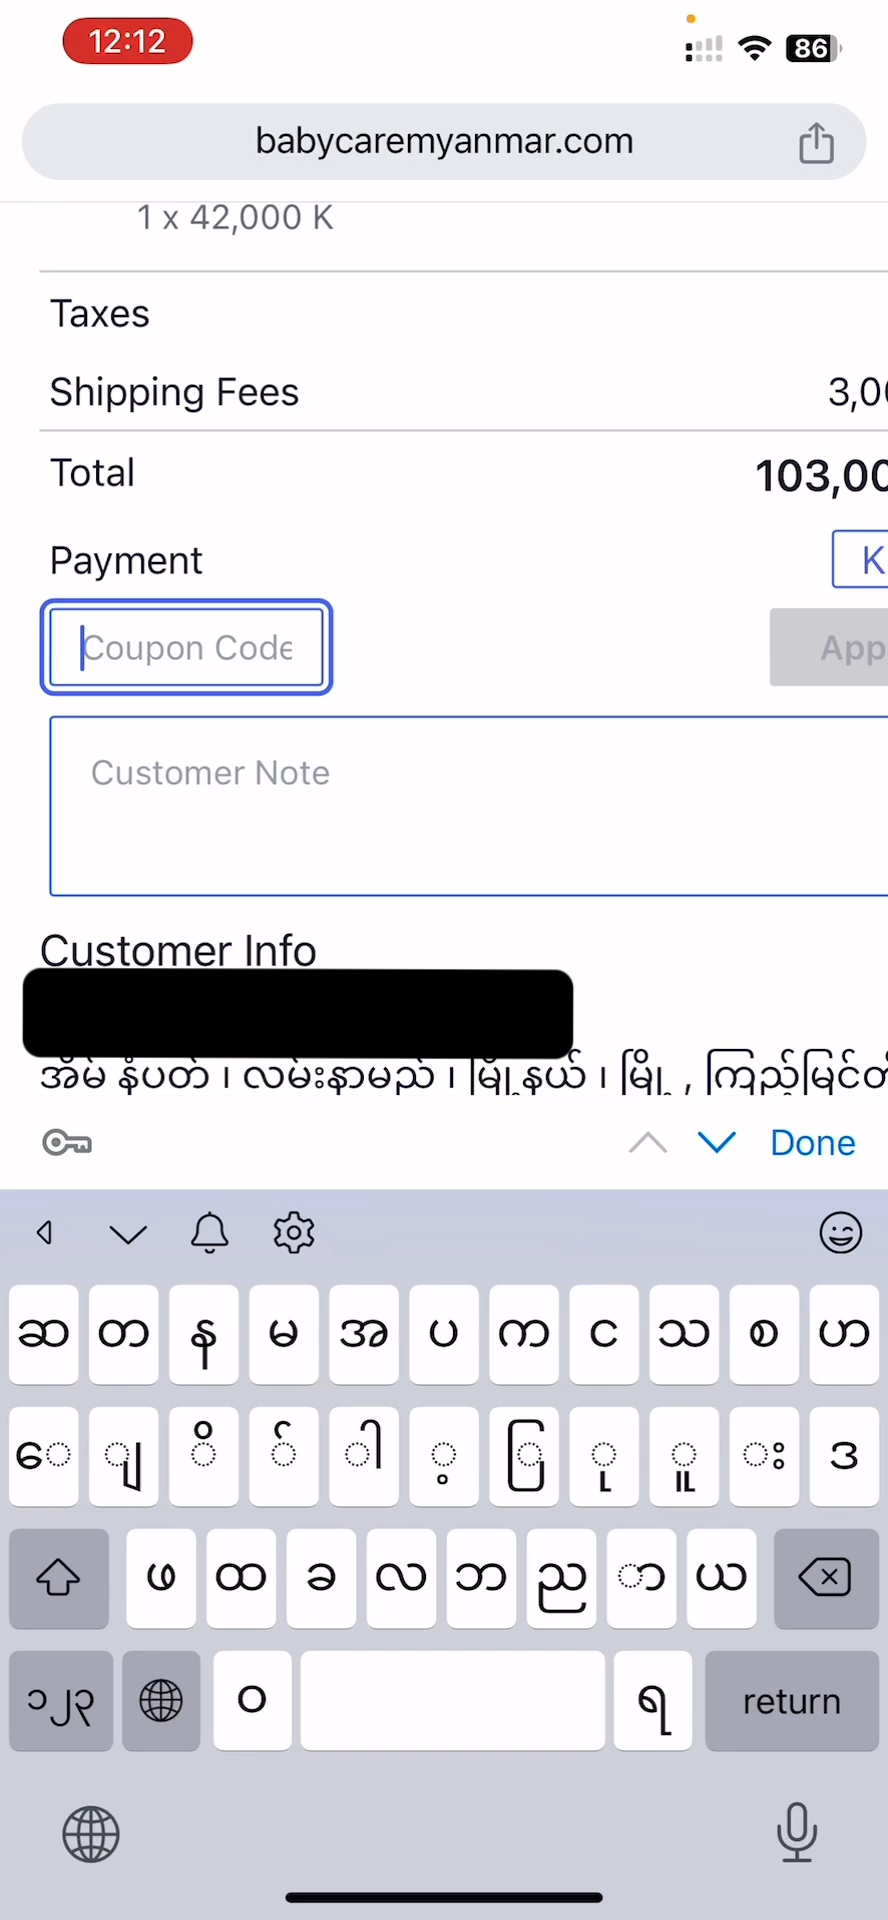 12:12
86
babycaremyanmar.com
1 x 42,000 K
Taxes
Shipping Fees 3,00
Total 103,00
Payment K
Coupon Code App
Customer Note
Customer Info
အိမ် နံပတ် ၊ လမ်းနာမည် ၊ မြို့နယ် ၊ မြို့ , ကြည့်မြင်တ
Done
ဆ တ န မ အ ပ က င သ စ ဟ
ေ ျ ိ ် ါ ့ ြ ု ူ း ဒ
ဖ ထ ခ လ ဘ ည ာ ယ
၁၂၃ ဝ ရ return